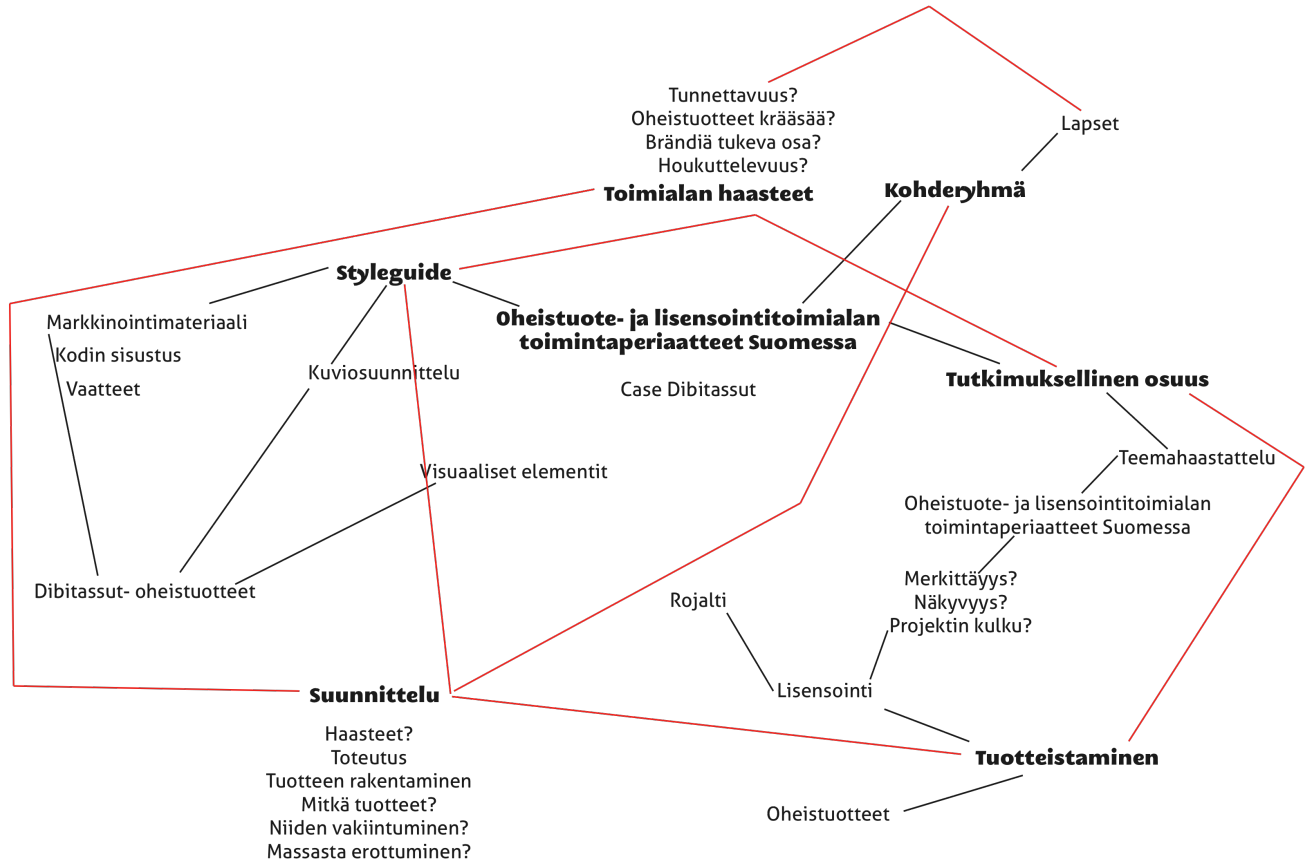 Tunnettavuus?
Oheistuotteet krääsää?
Brändiä tukeva osa?
Houkuttelevuus?
Toimialan haasteet
Lapset
Kohderyhmä
Styleguide
Markkinointimateriaali
Kodin sisustus
Vaatteet
Kuviosuunnittelu
Oheistuote- ja lisensointitoimialan
toimintaperiaatteet Suomessa
Case Dibitassut
Tutkimuksellinen osuus
Visuaaliset elementit
Teemahaastattelu
Oheistuote- ja lisensointitoimialan
toimintaperiaatteet Suomessa
Merkittäyys?
Näkyvyys?
Projektin kulku?
Dibitassut- oheistuotteet
Rojalti
Lisensointi
Suunnittelu
Haasteet?
Toteutus
Tuotteen rakentaminen
Mitkä tuotteet?
Niiden vakiintuminen?
Massasta erottuminen?
Tuotteistaminen
Oheistuotteet